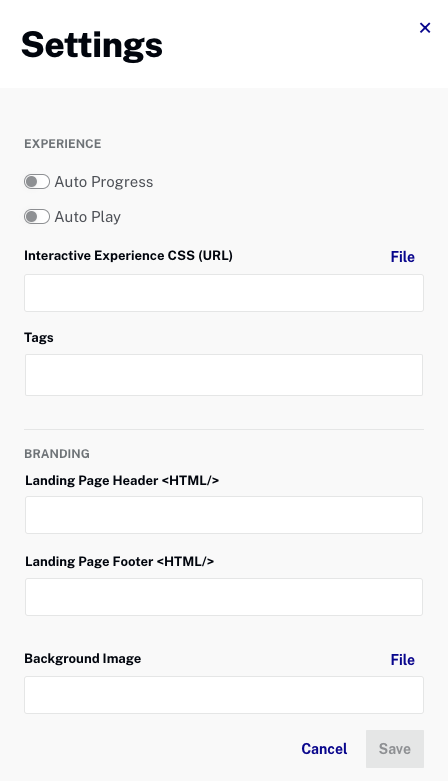 Settings
EXPERIENCE
Auto Progress
Auto Play
Interactive Experience CSS (URL) File
Tags
BRANDING
Landing Page Header <HTML/>
Landing Page Footer <HTML/>
Background Image File
Cancel Save